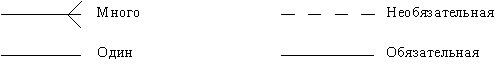 Много Необязательная
Один Обязательная